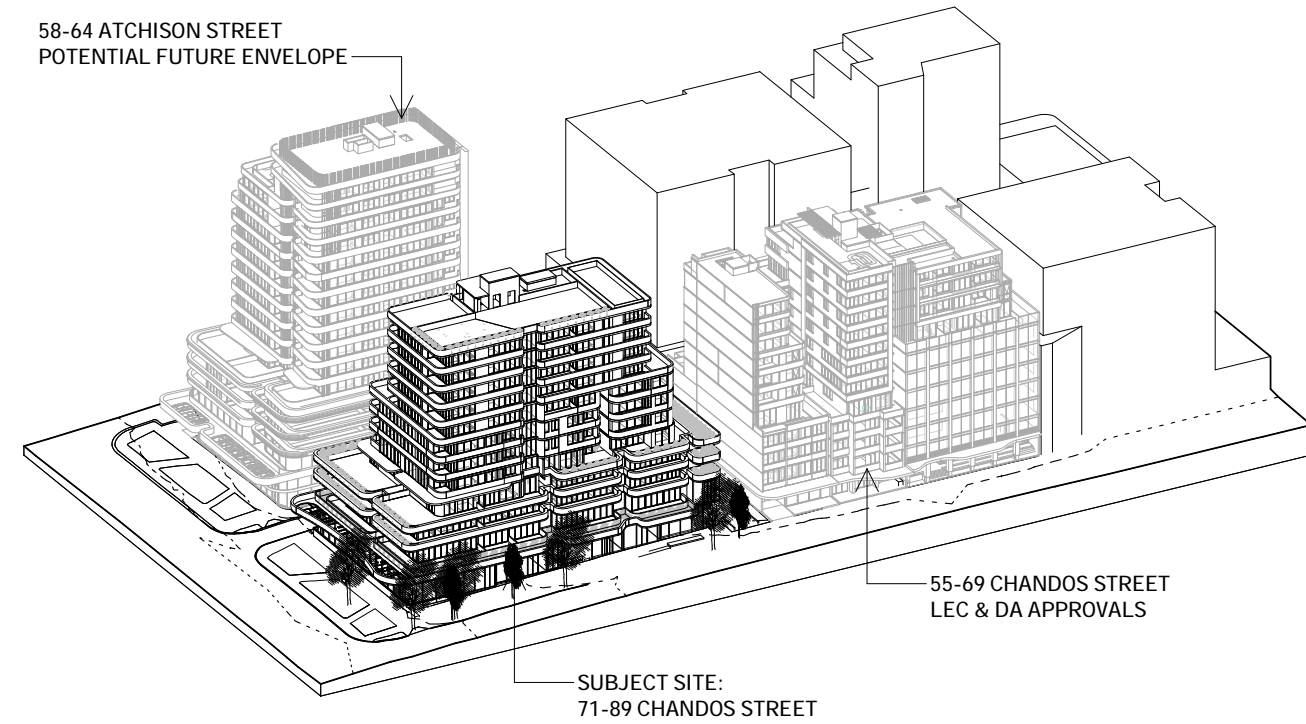 58-64 ATCHISON STREET
POTENTIAL FUTURE ENVELOPE
55-69 CHANDOS STREET
LEC & DA APPROVALS
SUBJECT SITE:
71-89 CHANDOS STREET